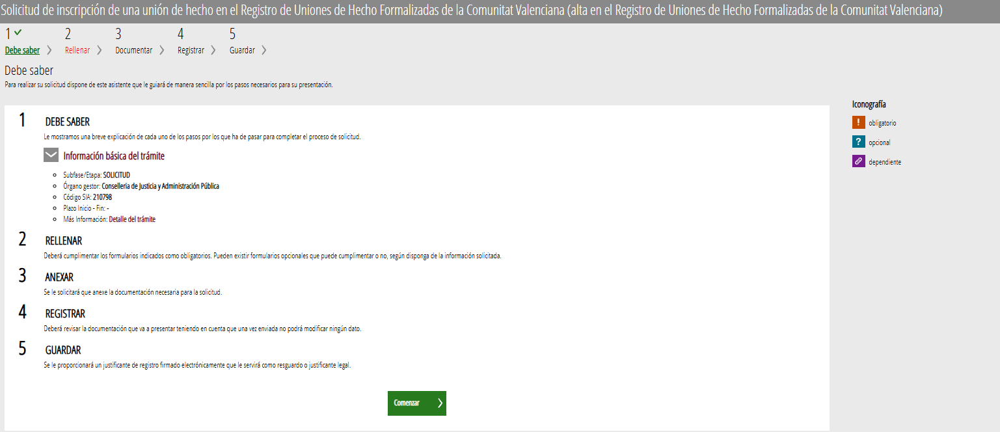 Solicitud de inscripción de una unión de hecho en el Registro de Uniones de Hecho Formalizadas de la Comunitat Valenciana (alta en el Registro de Uniones de Hecho Formalizadas de la Comunitat Valenciana)
1 2 3 4 5
Debe saber Rellenar Documentar Registrar Guardar
Debe saber
Para realizar su solicitud dispone de este asistente que le guiará de manera sencilla por los pasos necesarios para su presentación.
1 DEBE SABER
Le mostramos una breve explicación de cada uno de los pasos por los que ha de pasar para completar el proceso de solicitud.
Información básica del trámite
Subfase/Etapa: SOLICITUD
Órgano gestor: Conselleria de Justicia y Administración Pública
Código SIA: 210798
Plazo Inicio - Fin: -
Más Información: Detalle del trámite
2 RELLENAR
Deberá cumplimentar los formularios indicados como obligatorios. Pueden existir formularios opcionales que puede cumplimentar o no, según disponga de la información solicitada.
3 ANEXAR
Se le solicitará que anexe la documentación necesaria para la solicitud.
4 REGISTRAR
Deberá revisar la documentación que va a presentar teniendo en cuenta que una vez enviada no podrá modificar ningún dato.
5 GUARDAR
Se le proporcionará un justificante de registro firmado electrónicamente que le servirá como resguardo o justificante legal.
Comenzar
Iconografía
! obligatorio
? opcional
dependiente